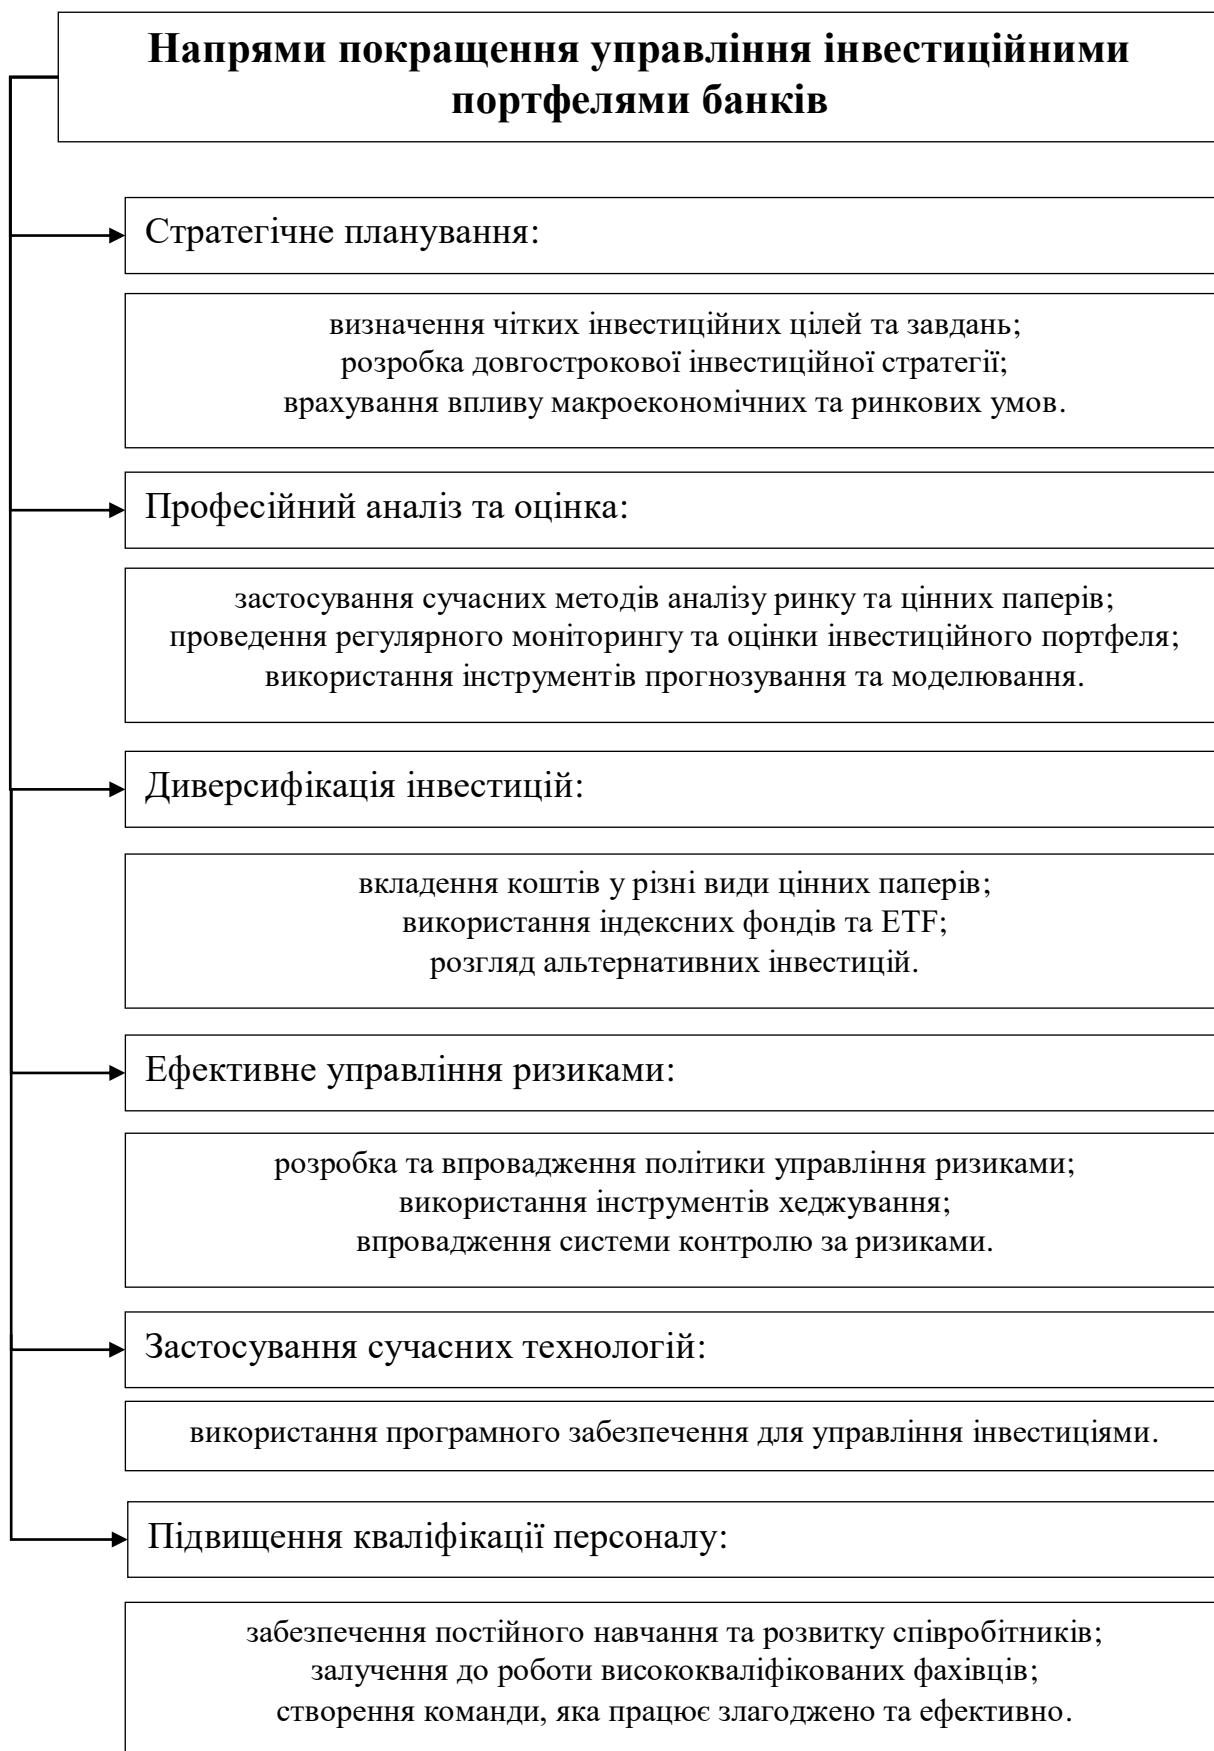 Напрями покращення управління інвестиційними
портфелями банків
Стратегічне планування:
визначення чітких інвестиційних цілей та завдань;
розробка довгострокової інвестиційної стратегії;
врахування впливу макроекономічних та ринкових умов.
Професійний аналіз та оцінка:
застосування сучасних методів аналізу ринку та цінних паперів;
проведення регулярного моніторингу та оцінки інвестиційного портфеля;
використання інструментів прогнозування та моделювання.
Диверсифікація інвестицій:
вкладення коштів у різні види цінних паперів;
використання індексних фондів та ETF;
розгляд альтернативних інвестицій.
Ефективне управління ризиками:
розробка та впровадження політики управління ризиками;
використання інструментів хеджування;
впровадження системи контролю за ризиками.
Застосування сучасних технологій:
використання програмного забезпечення для управління інвестиціями.
Підвищення кваліфікації персоналу:
забезпечення постійного навчання та розвитку співробітників;
залучення до роботи висококваліфікованих фахівців;
створення команди, яка працює злагоджено та ефективно.